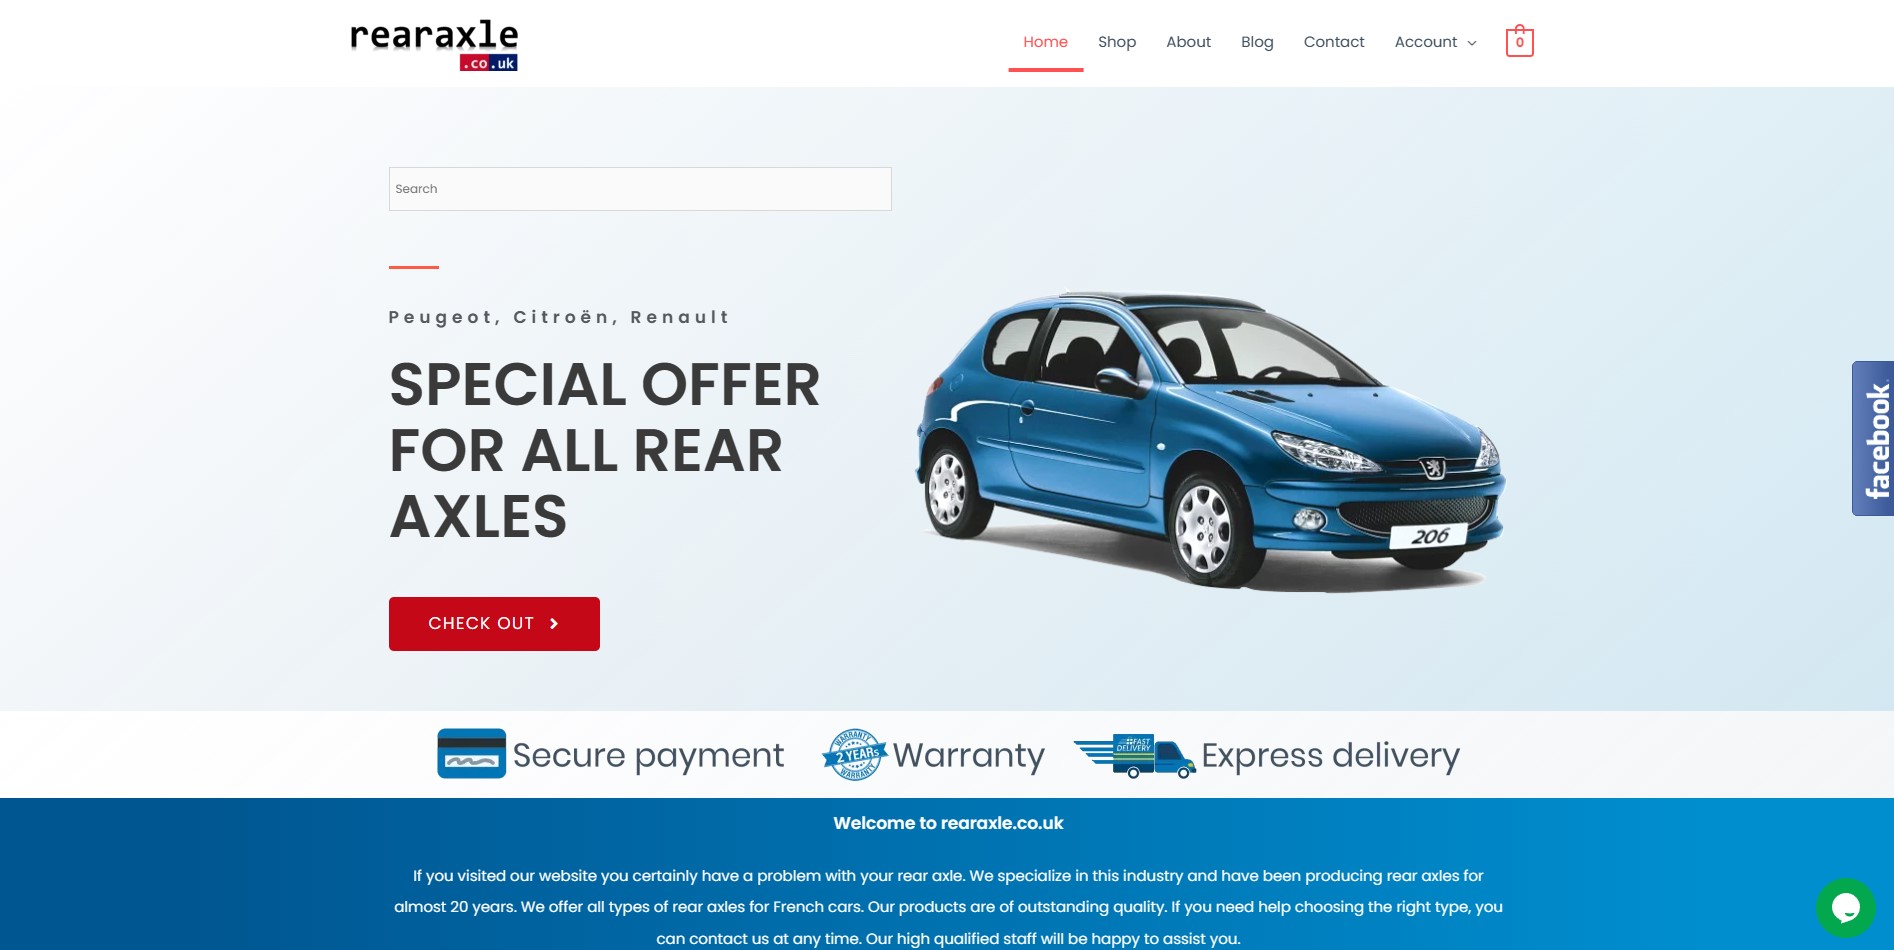 rearaxle
.co.uk
Home
Shop
About
Blog
Contact
Account
0
Search
Peugeot, Citroën, Renault
SPECIAL OFFER
FOR ALL REAR
AXLES
206
CHECK OUT
facebook
Secure payment
WARRANTY
2 YEARs
WARRANTY
Warranty
FAST
DELIVERY
Express delivery
Welcome to rearaxle.co.uk
If you visited our website you certainly have a problem with your rear axle. We specialize in this industry and have been producing rear axles for
almost 20 years. We offer all types of rear axles for French cars. Our products are of outstanding quality. If you need help choosing the right type, you
can contact us at any time. Our high qualified staff will be happy to assist you.